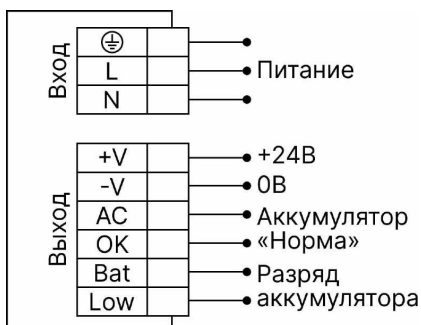 Вход
L
Питание
N
Выход
+V
+24В
-V
0В
AC
Аккумулятор
OK
«Норма»
Bat
Разряд
Low
аккумулятора